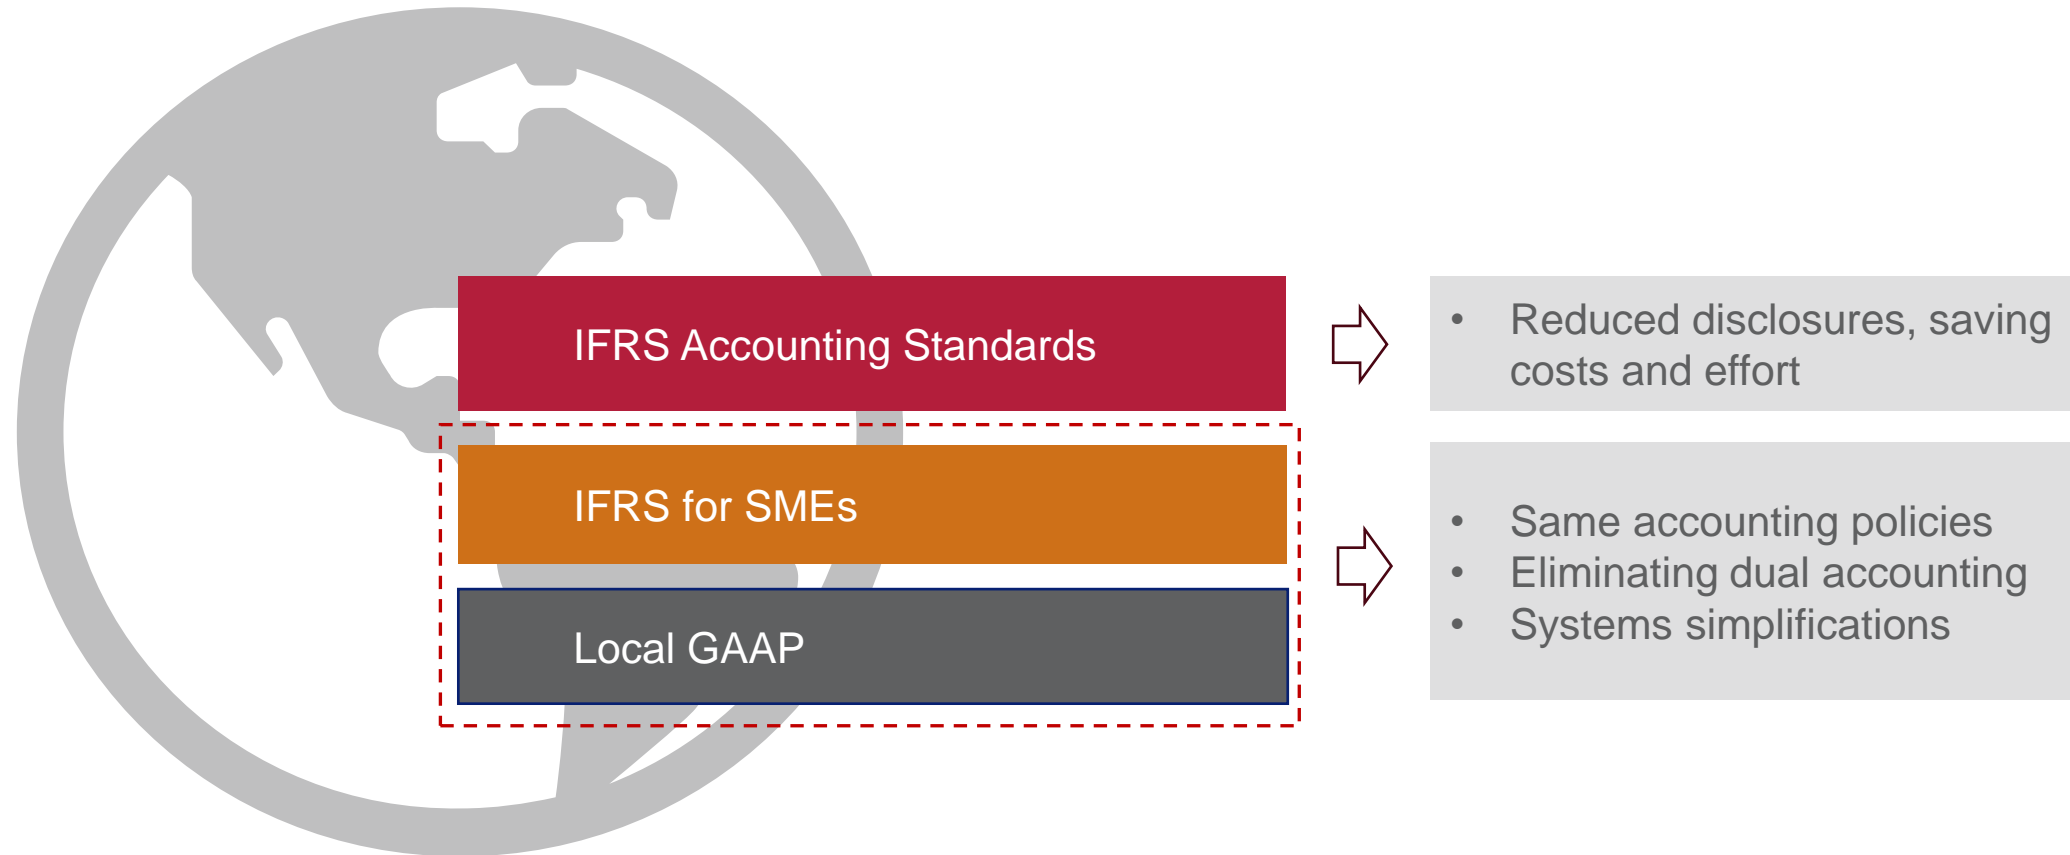 IFRS Accounting Standards
• Reduced disclosures, saving
costs and effort
IFRS for SMEs
Local GAAP
• Same accounting policies
• Eliminating dual accounting
• Systems simplifications